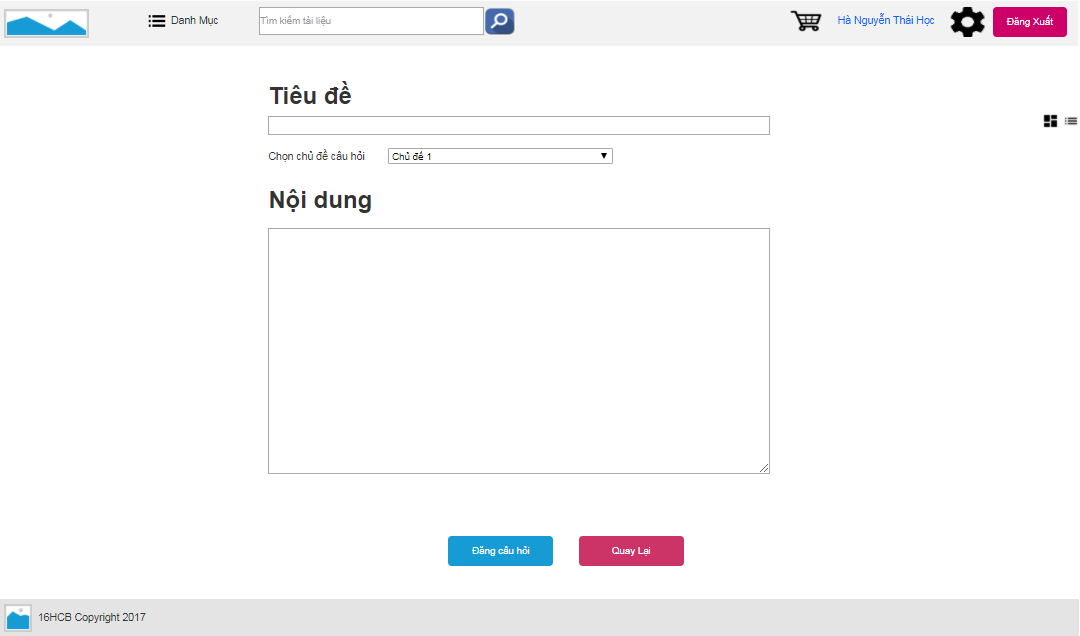 Danh Mục
Tìm kiếm tài liệu
Hà Nguyễn Thái Học
Đăng Xuất
Tiêu đề
Chọn chủ đề câu hỏi
Chủ đề 1
Nội dung
Đăng câu hỏi
Quay Lại
16HCB Copyright 2017